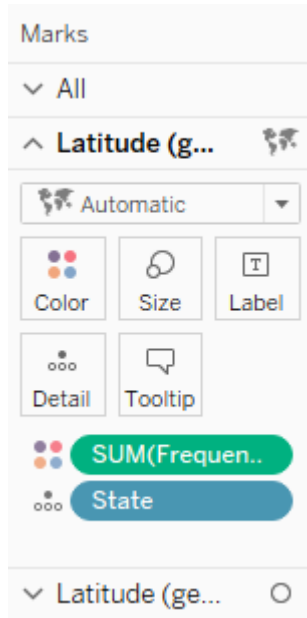 Marks
All
Latitude (g...
Automatic
Color Size Label
Detail Tooltip
SUM(Frequen..
State
Latitude (ge...